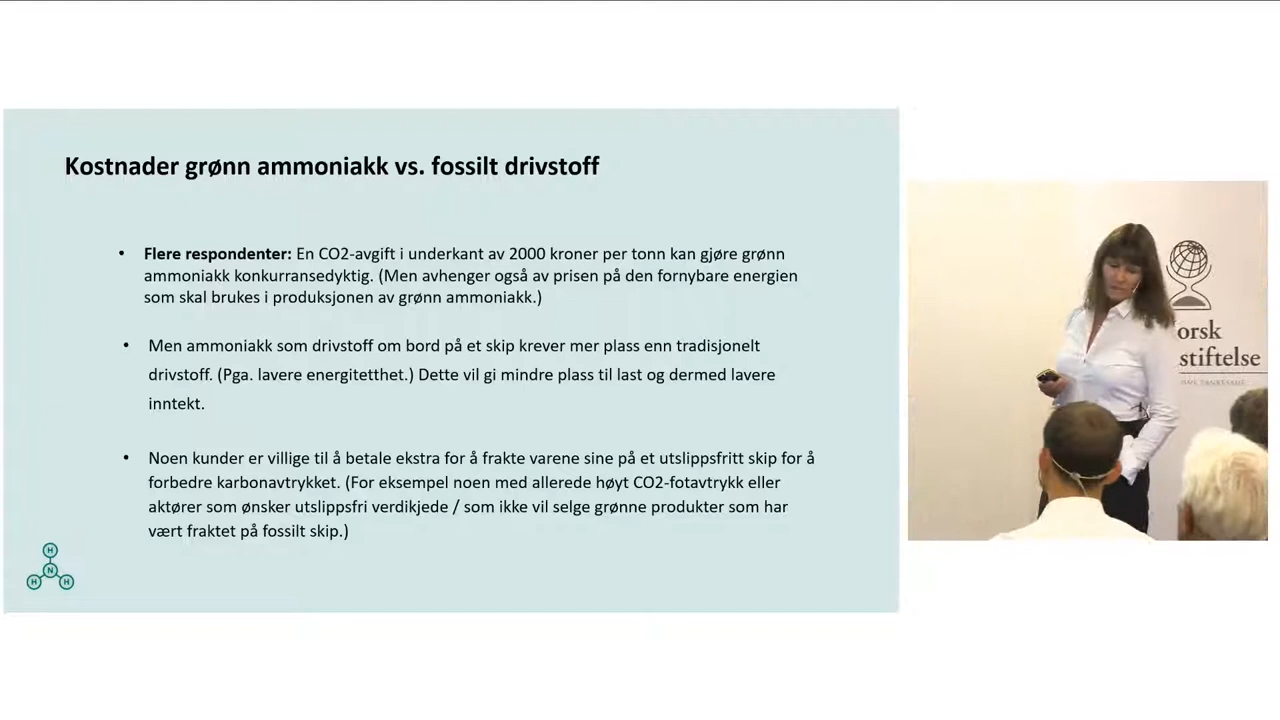 Kostnader grønn ammoniakk vs. fossilt drivstoff
• Flere respondenter: En CO2-avgift i underkant av 2000 kroner per tonn kan gjøre grønn
ammoniakk konkurransedyktig. (Men avhenger også av prisen på den fornybare energien
som skal brukes i produksjonen av grønn ammoniakk.)
• Men ammoniakk som drivstoff om bord på et skip krever mer plass enn tradisjonelt
drivstoff. (Pga. lavere energitetthet.) Dette vil gi mindre plass til last og dermed lavere
inntekt.
• Noen kunder er villige til å betale ekstra for å frakte varene sine på et utslippsfritt skip for å
forbedre karbonavtrykket. (For eksempel noen med allerede høyt CO2-fotavtrykk eller
aktører som ønsker utslippsfri verdikjede / som ikke vil selge grønne produkter som har
vært fraktet på fossilt skip.)
H
N
H H
orsk
stiftelse